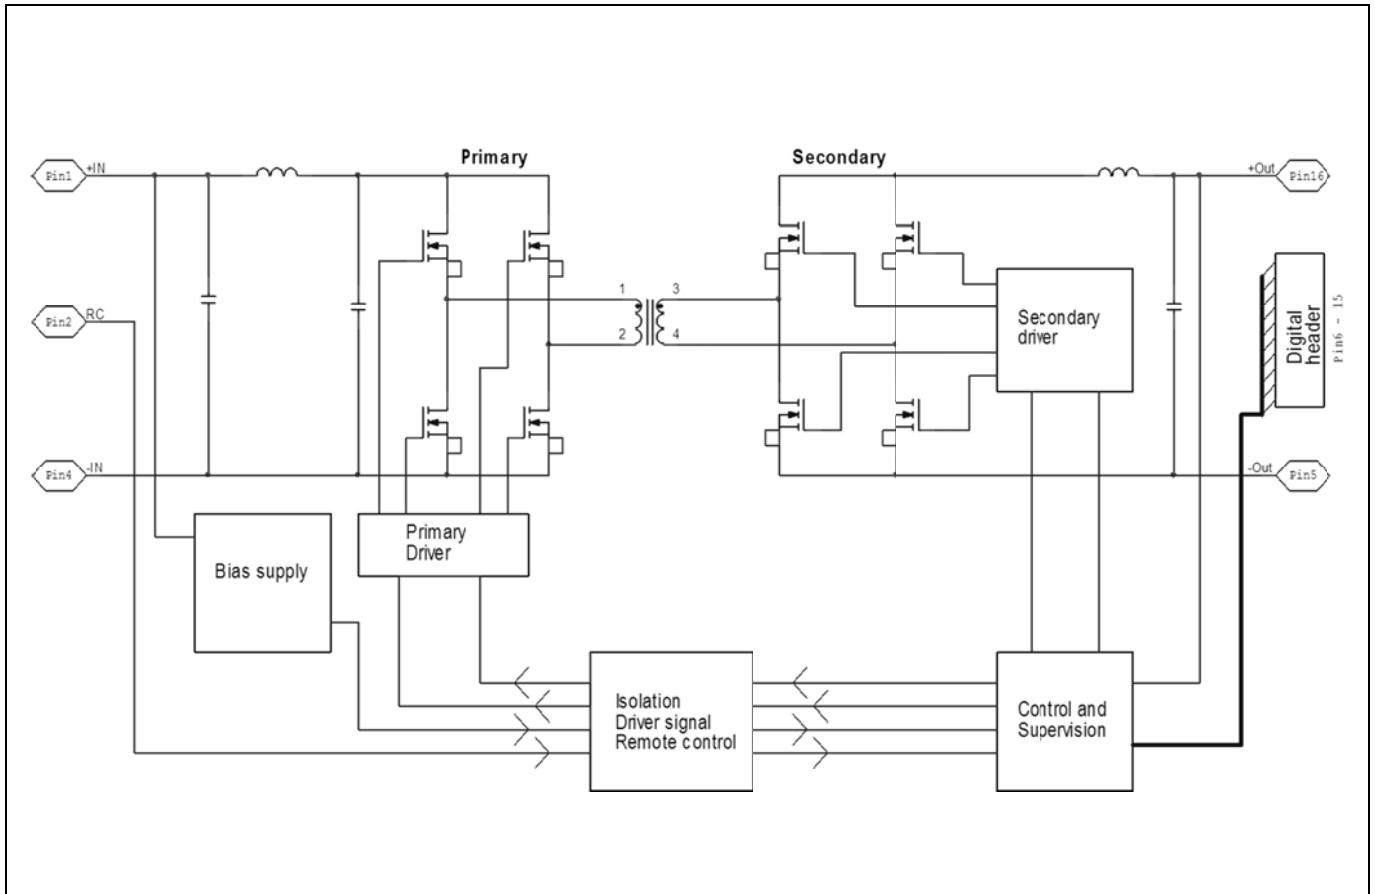 Primary
Secondary
Pin1
+IN
+Out
Pin16
1
3
2
4
Pin2
RC
Secondary
driver
Digital
header
Pin6 - 15
Pin4
-IN
-Out
Pin5
Primary
Driver
Bias supply
Isolation
Driver signal
Remote control
Control and
Supervision